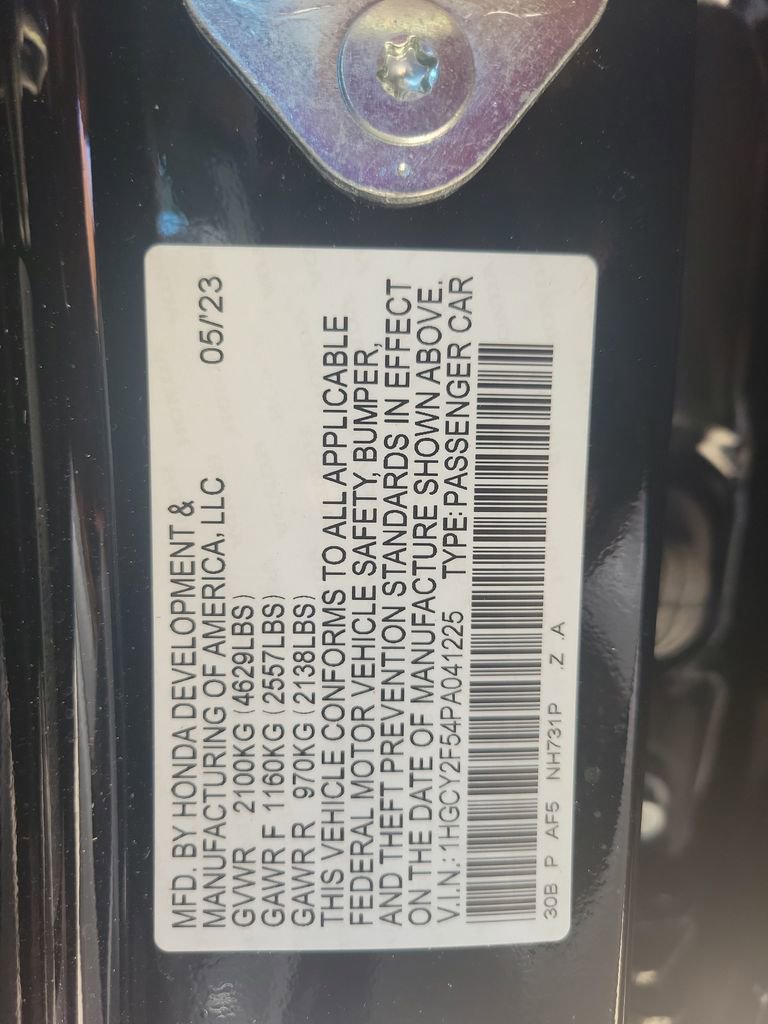 MFD. BY HONDA DEVELOPMENT &
MANUFACTURING OF AMERICA, LLC 05/'23
GVWR 2100KG (4629LBS)
GAWR F 1160KG (2557LBS)
GAWR R 970KG (2138LBS)
THIS VEHICLE CONFORMS TO ALL APPLICABLE
FEDERAL MOTOR VEHICLE SAFETY, BUMPER,
AND THEFT PREVENTION STANDARDS IN EFFECT
ON THE DATE OF MANUFACTURE SHOWN ABOVE.
V.I.N.: 1HGCY2F54PA041225 TYPE: PASSENGER CAR
30B P AF5 NH731P .Z .A